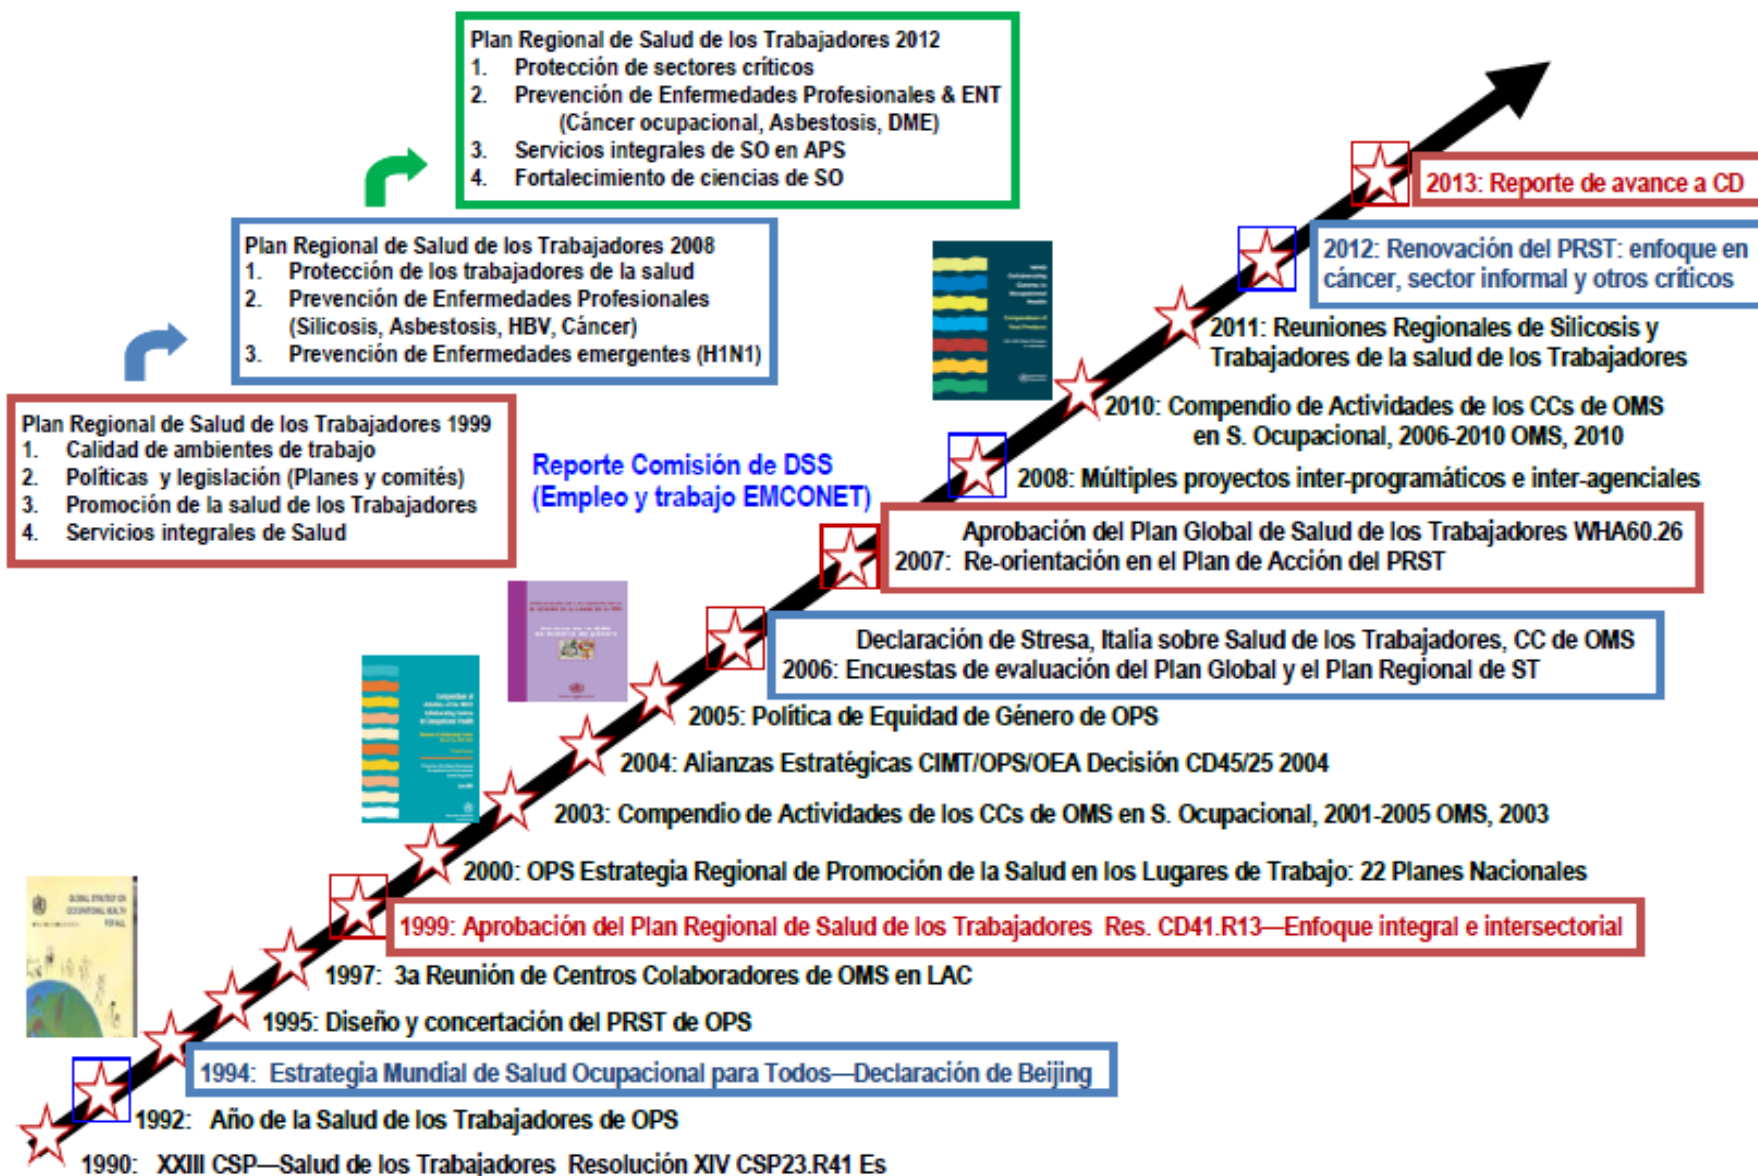 Plan Regional de Salud de los Trabajadores 2012
1. Protección de sectores críticos
2. Prevención de Enfermedades Profesionales & ENT
(Cáncer ocupacional, Asbestosis, DME)
3. Servicios integrales de SO en APS
4. Fortalecimiento de ciencias de SO
Plan Regional de Salud de los Trabajadores 2008
1. Protección de los trabajadores de la salud
2. Prevención de Enfermedades Profesionales
(Silicosis, Asbestosis, HBV, Cáncer)
3. Prevención de Enfermedades emergentes (H1N1)
Plan Regional de Salud de los Trabajadores 1999
1. Calidad de ambientes de trabajo
2. Políticas y legislación (Planes y comités)
3. Promoción de la salud de los Trabajadores
4. Servicios integrales de Salud
Reporte Comisión de DSS
(Empleo y trabajo EMCONET)
2013: Reporte de avance a CD
2012: Renovación del PRST: enfoque en
cáncer, sector informal y otros críticos
2011: Reuniones Regionales de Silicosis y
Trabajadores de la salud de los Trabajadores
2010: Compendio de Actividades de los CCs de OMS
en S. Ocupacional, 2006-2010 OMS, 2010
2008: Múltiples proyectos inter-programáticos e inter-agenciales
Aprobación del Plan Global de Salud de los Trabajadores WHA60.26
2007: Re-orientación en el Plan de Acción del PRST
Declaración de Stresa, Italia sobre Salud de los Trabajadores, CC de OMS
2006: Encuestas de evaluación del Plan Global y el Plan Regional de ST
2005: Política de Equidad de Género de OPS
2004: Alianzas Estratégicas CIMT/OPS/OEA Decisión CD45/25 2004
2003: Compendio de Actividades de los CCs de OMS en S. Ocupacional, 2001-2005 OMS, 2003
2000: OPS Estrategia Regional de Promoción de la Salud en los Lugares de Trabajo: 22 Planes Nacionales
1999: Aprobación del Plan Regional de Salud de los Trabajadores Res. CD41.R13—Enfoque integral e intersectorial
1997: 3a Reunión de Centros Colaboradores de OMS en LAC
1995: Diseño y concertación del PRST de OPS
1994: Estrategia Mundial de Salud Ocupacional para Todos—Declaración de Beijing
1992: Año de la Salud de los Trabajadores de OPS
1990: XXIII CSP—Salud de los Trabajadores Resolución XIV CSP23.R41 Es
GLOBAL STRATEGY ON
OCCUPATIONAL HEALTH
FOR ALL